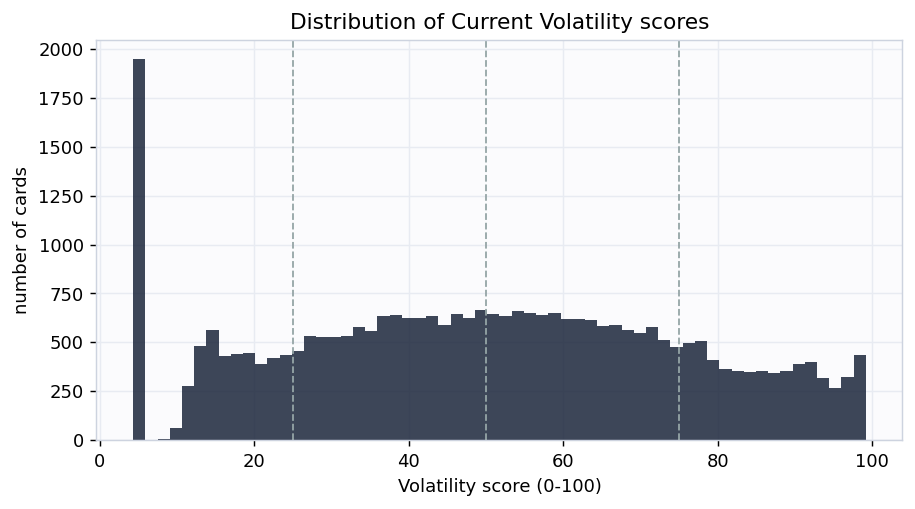 Distribution of Current Volatility scores
2000
1750
1500
1250
1000
750
500
250
0
number of cards
0 20 40 60 80 100
Volatility score (0-100)